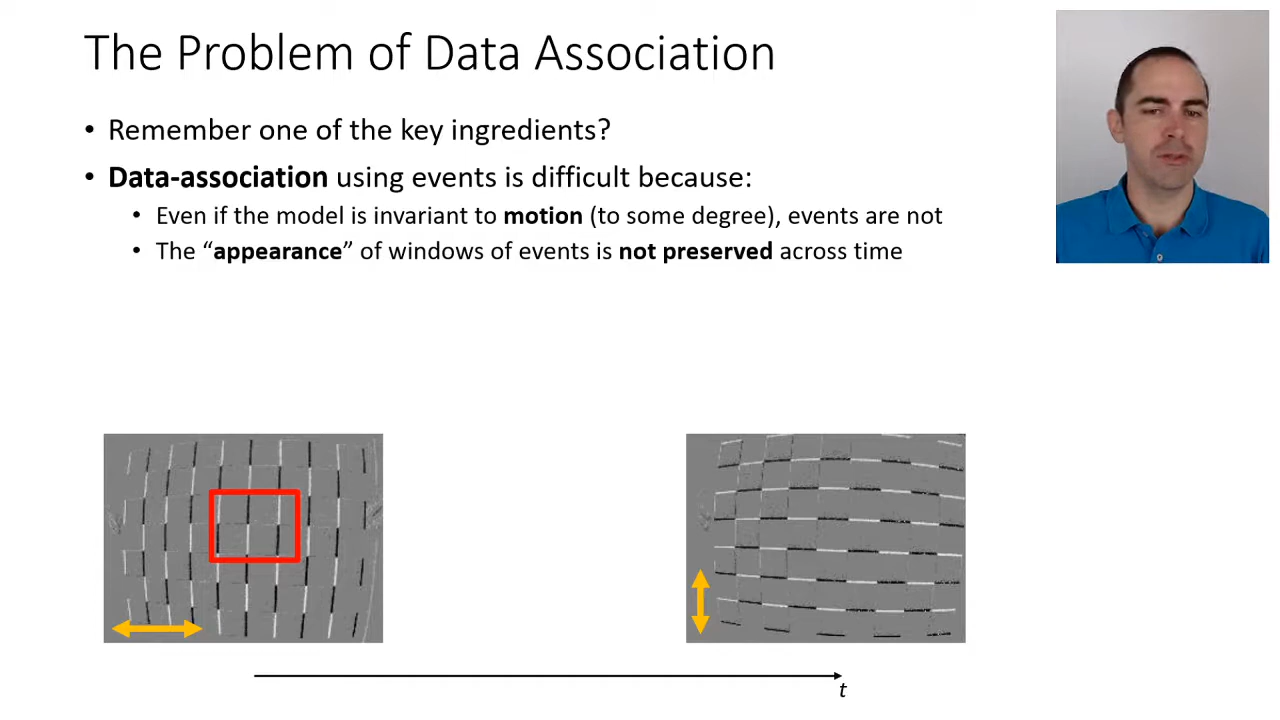 The Problem of Data Association
• Remember one of the key ingredients?
• Data-association using events is difficult because:
• Even if the model is invariant to motion (to some degree), events are not
• The “appearance” of windows of events is not preserved across time
t